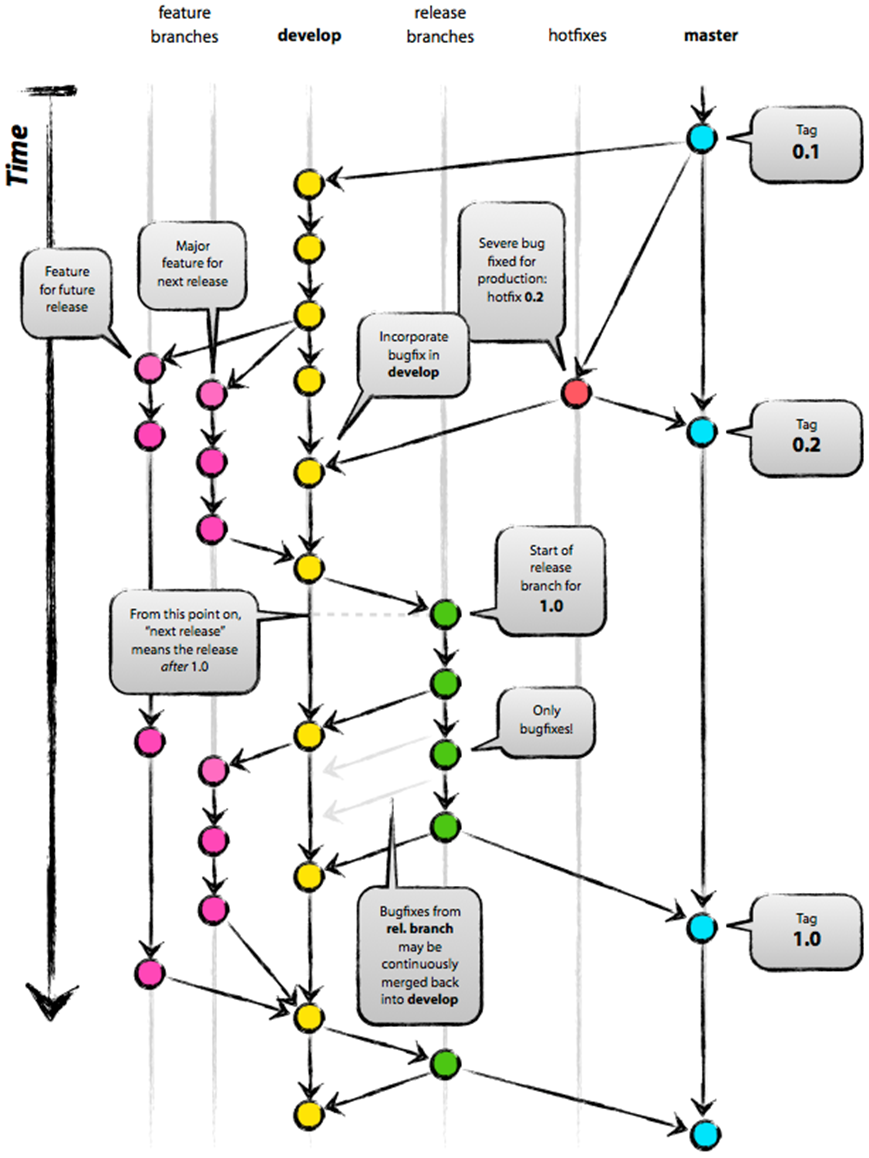 feature
branches
develop
release
branches
hotfixes
master
Time
Tag
0.1
Severe bug
fixed for
production:
hotfix 0.2
Major
feature for
next release
Feature
for future
release
Incorporate
bugfix in
develop
Tag
0.2
Start of
release
branch for
1.0
From this point on,
“next release”
means the release
after 1.0
Only
bugfixes!
Bugfixes from
rel. branch
may be
continuously
merged back
into develop
Tag
1.0